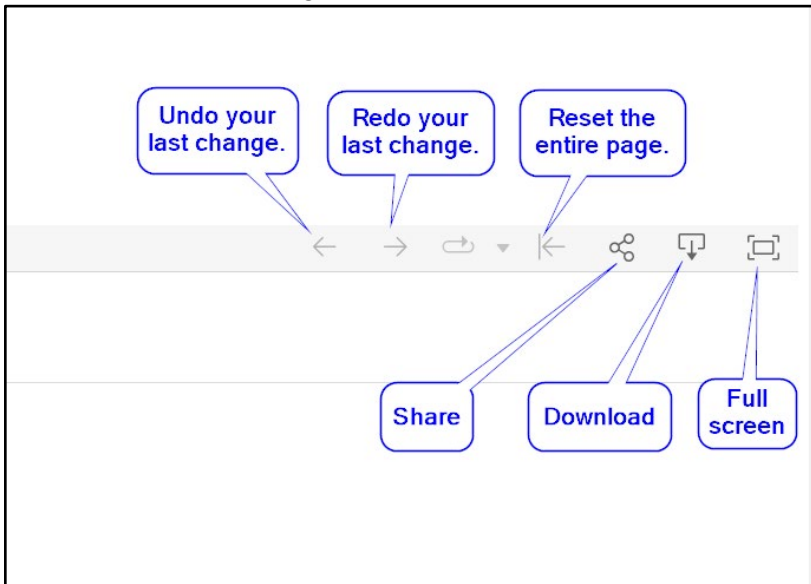 Undo your
last change.
Redo your
last change.
Reset the
entire page.
Share
Download
Full
screen